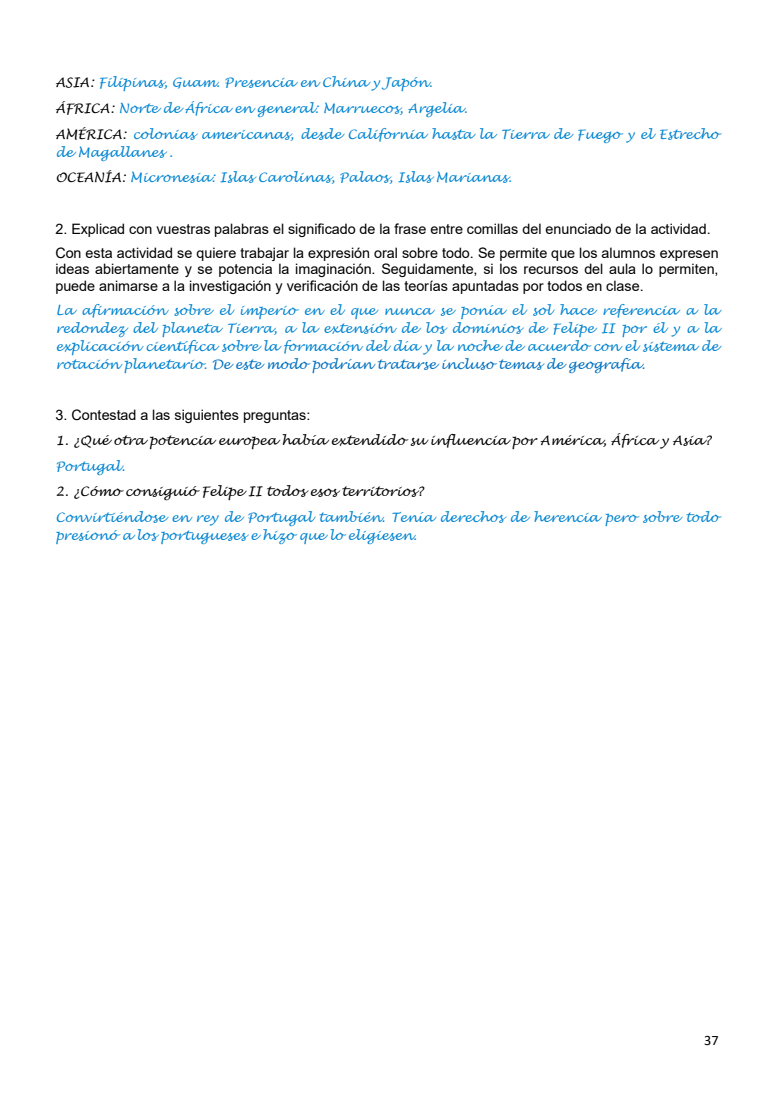 ASIA: Filipinas, Guam. Presencia en China y Japón.
ÁFRICA: Norte de África en general: Marruecos, Argelia.
AMÉRICA: colonias americanas, desde California hasta la Tierra de Fuego y el Estrecho
de Magallanes .
OCEANÍA: Micronesia: Islas Carolinas, Palaos, Islas Marianas.
2. Explicad con vuestras palabras el significado de la frase entre comillas del enunciado de la actividad.
Con esta actividad se quiere trabajar la expresión oral sobre todo. Se permite que los alumnos expresen
ideas abiertamente y se potencia la imaginación. Seguidamente, si los recursos del aula lo permiten,
puede animarse a la investigación y verificación de las teorías apuntadas por todos en clase.
La afirmación sobre el imperio en el que nunca se ponía el sol hace referencia a la
redondez del planeta Tierra, a la extensión de los dominios de Felipe II por él y a la
explicación científica sobre la formación del día y la noche de acuerdo con el sistema de
rotación planetario. De este modo podrían tratarse incluso temas de geografía.
3. Contestad a las siguientes preguntas:
1. ¿Qué otra potencia europea había extendido su influencia por América, África y Asia?
Portugal.
2. ¿Cómo consiguió Felipe II todos esos territorios?
Convirtiéndose en rey de Portugal también. Tenía derechos de herencia pero sobre todo
presionó a los portugueses e hizo que lo eligiesen.
37